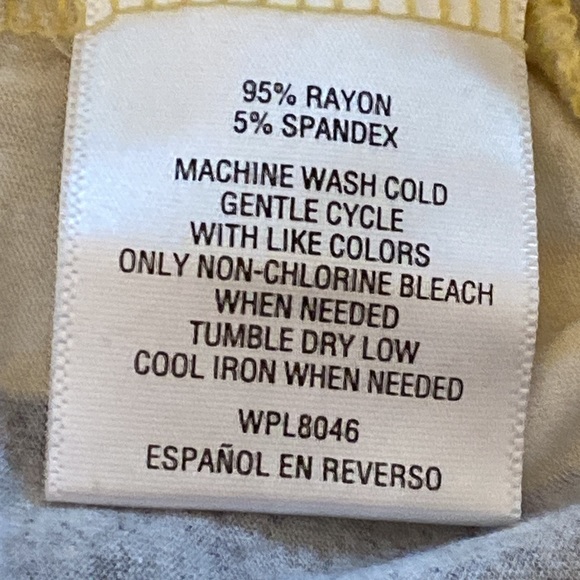 95% RAYON
5% SPANDEX
MACHINE WASH COLD
GENTLE CYCLE
WITH LIKE COLORS
ONLY NON-CHLORINE BLEACH
WHEN NEEDED
TUMBLE DRY LOW
COOL IRON WHEN NEEDED
WPL8046
ESPAÑOL EN REVERSO